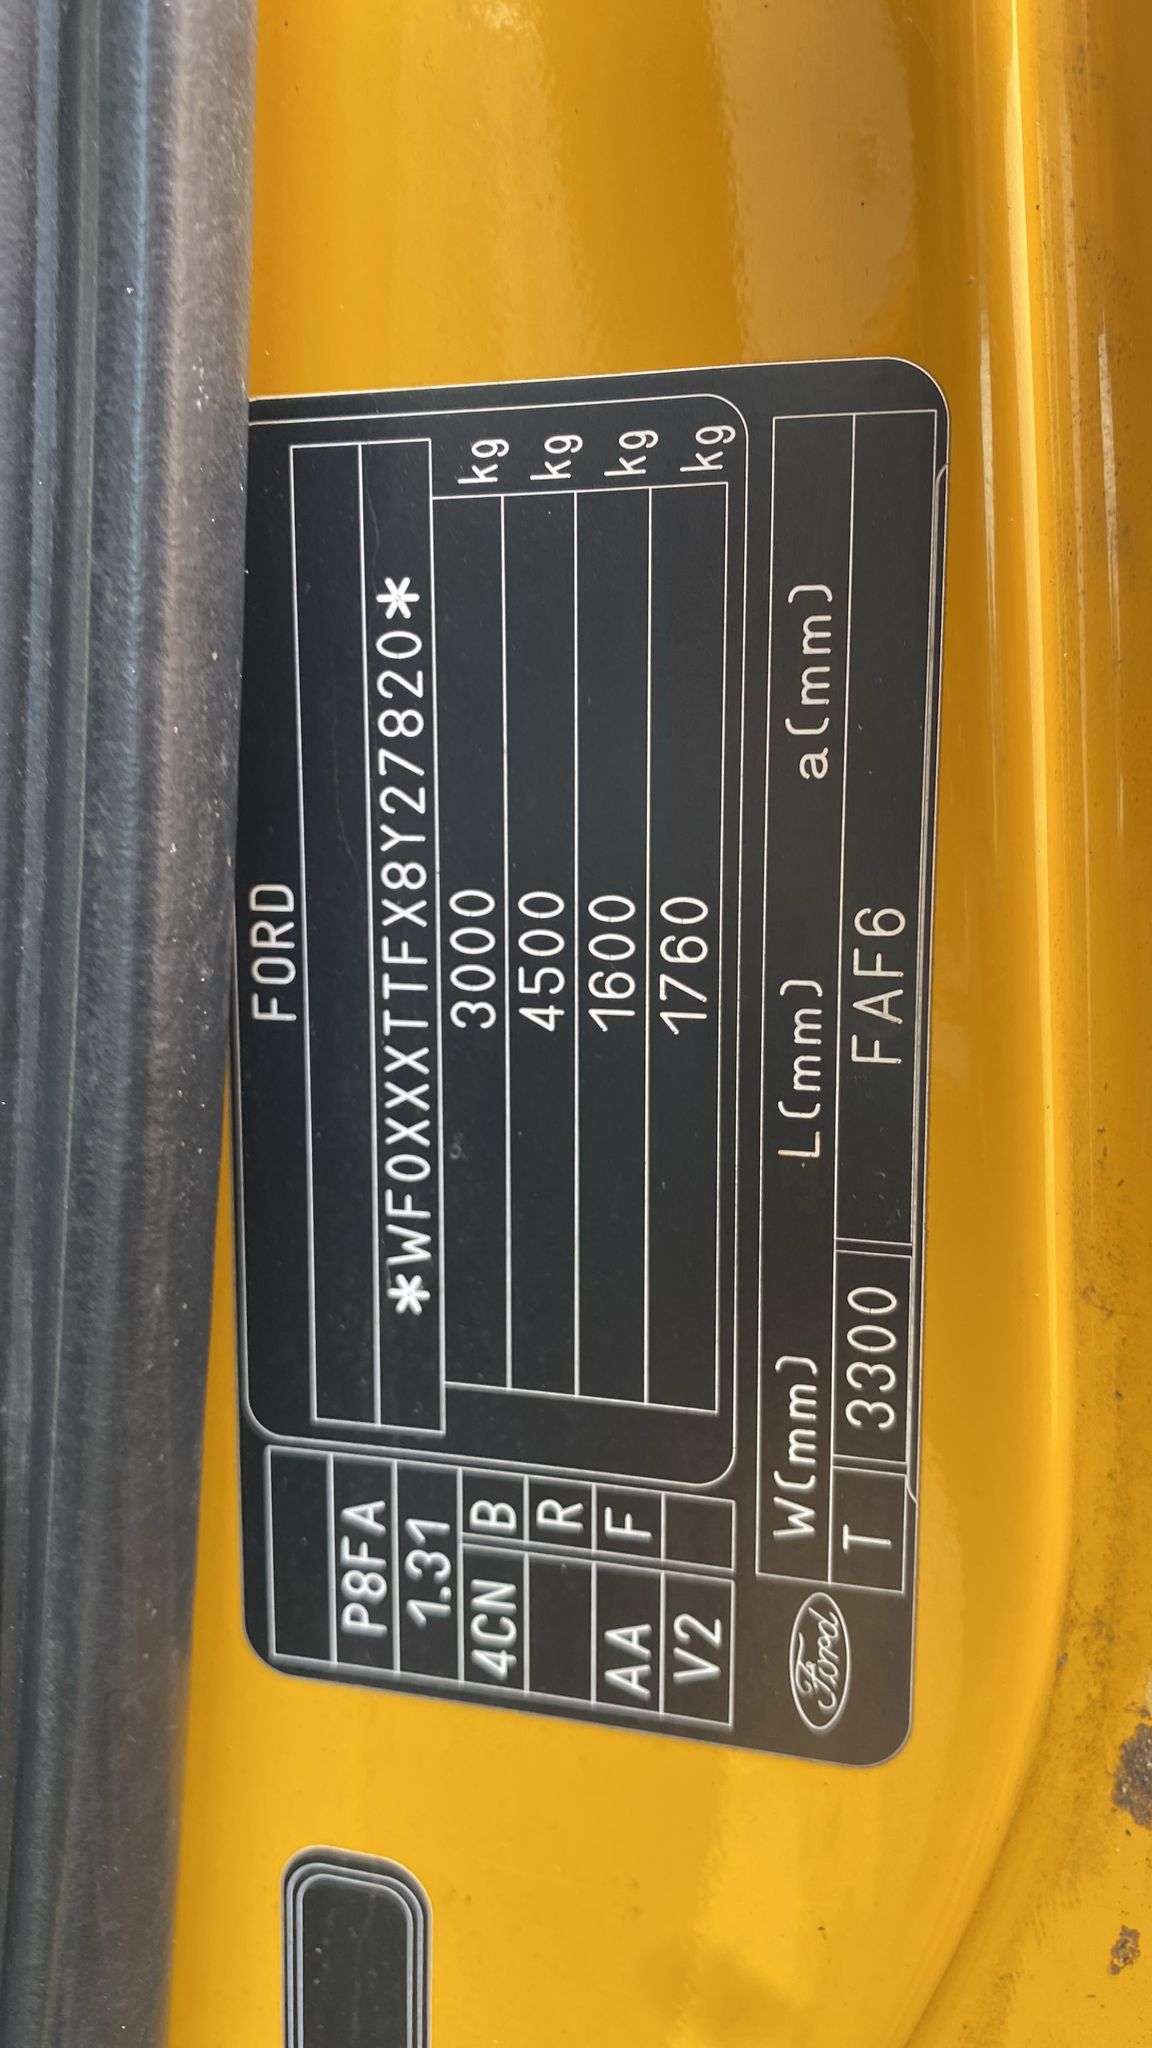 FORD
*WF0XXXTTFX8Y27820*
3000 kg
4500 kg
1600 kg
1760 kg
P8FA
1.31
4CN B
R
AA F
V2
W(mm) L(mm) a(mm)
T 3300 FAF6
Ford